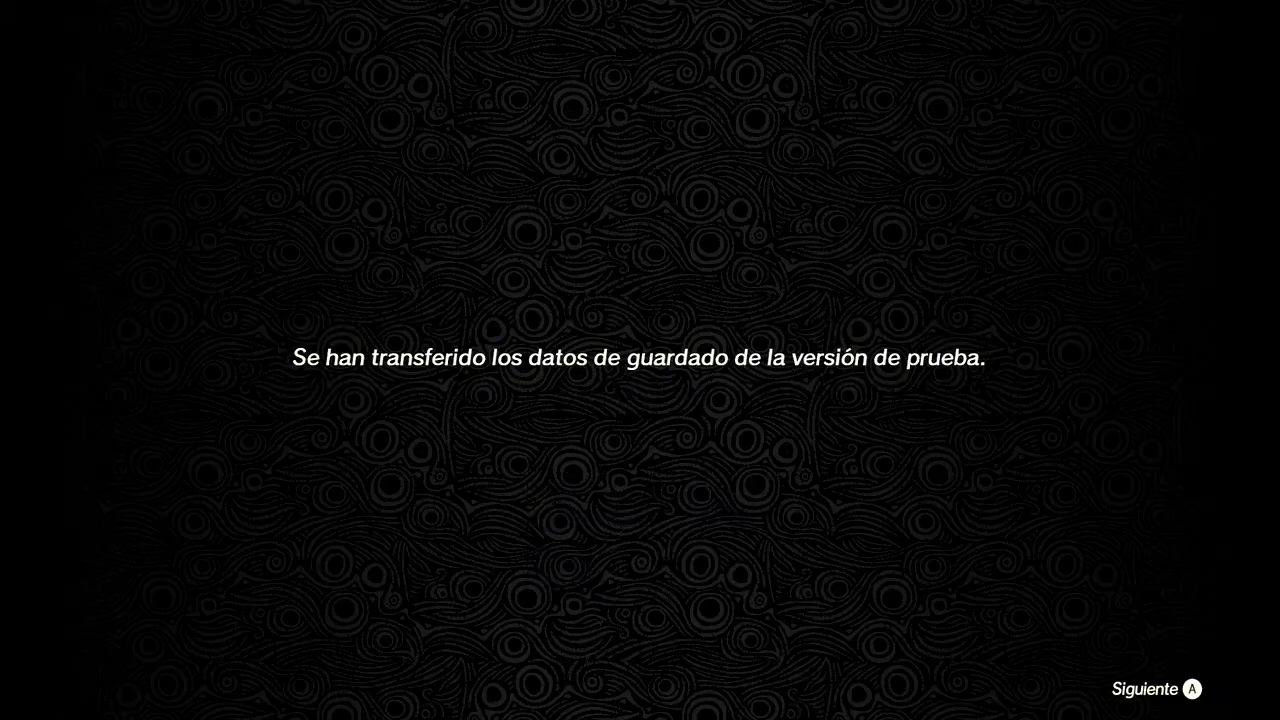 Se han transferido los datos de guardado de la versión de prueba.
Siguiente A